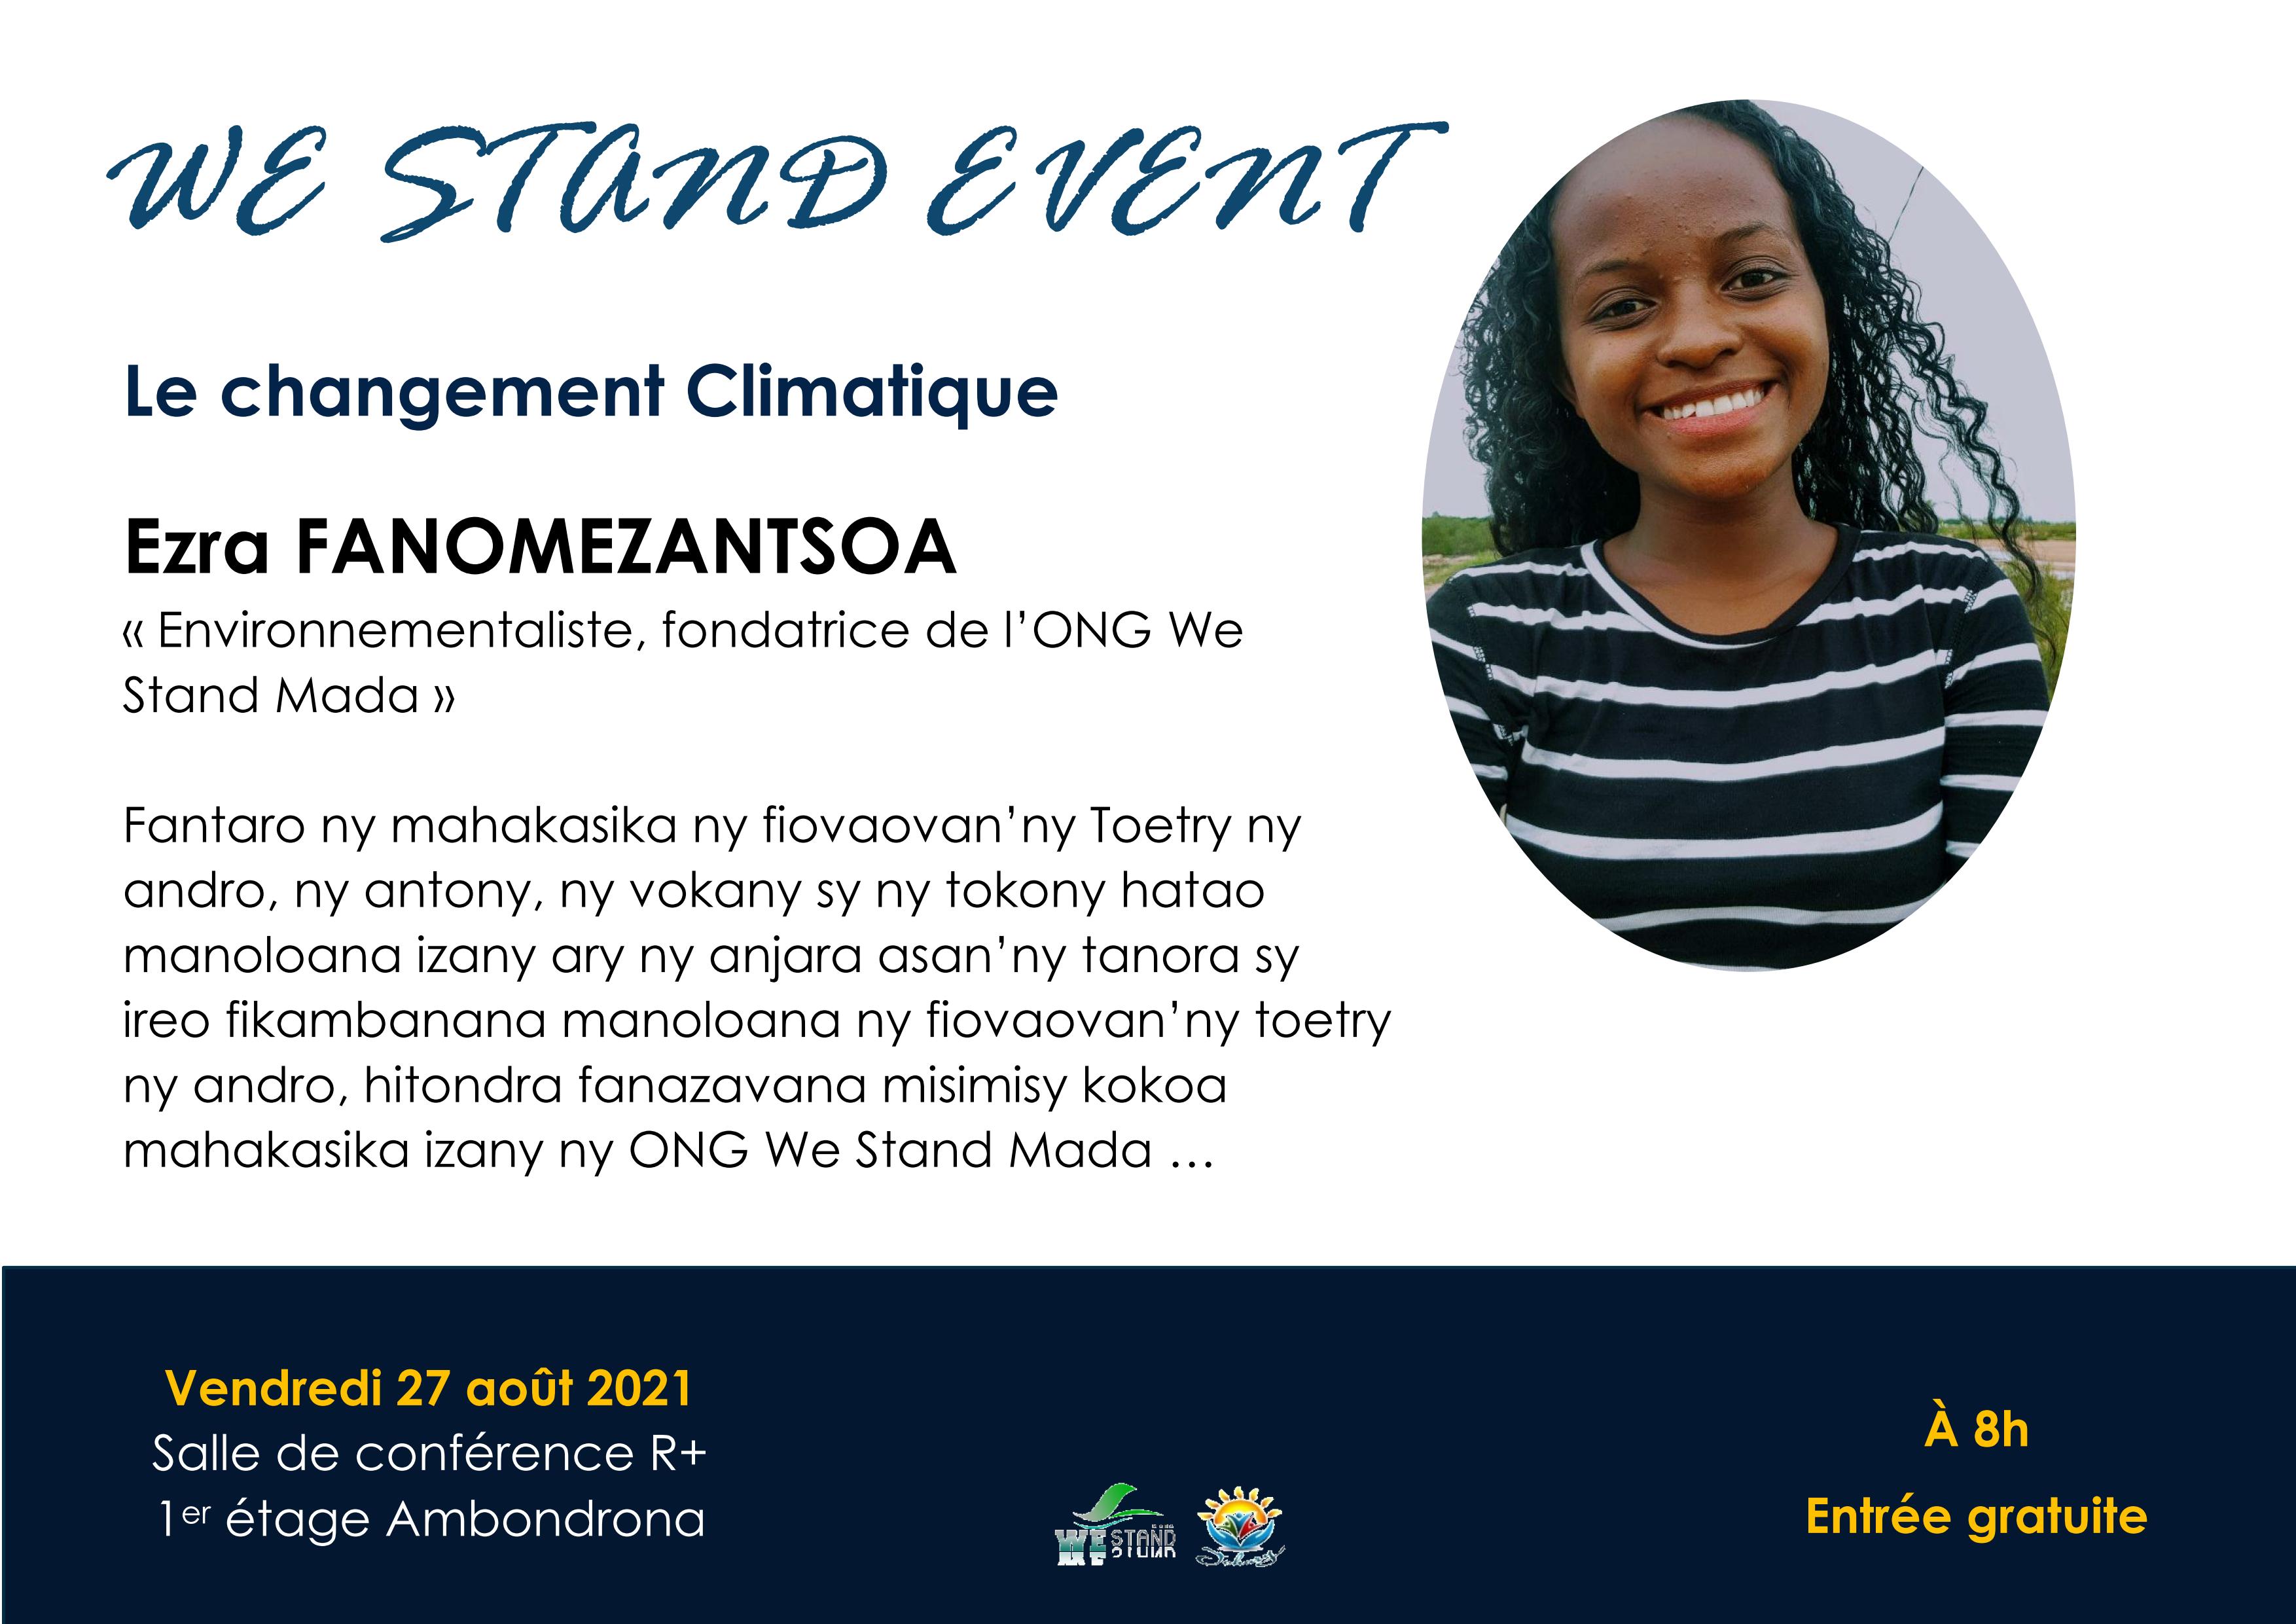 WE STAND EVENT
Le changement Climatique
Ezra FANOMEZANTSOA
« Environnementaliste, fondatrice de l’ONG We
Stand Mada »
Fantaro ny mahakasika ny fiovaovan’ny Toetry ny
andro, ny antony, ny vokany sy ny tokony hatao
manoloana izany ary ny anjara asan’ny tanora sy
ireo fikambanana manoloana ny fiovaovan’ny toetry
ny andro, hitondra fanazavana misimisy kokoa
mahakasika izany ny ONG We Stand Mada …
Vendredi 27 août 2021
Salle de conférence R+
1er étage Ambondrona
WE STAND
À 8h
Entrée gratuite